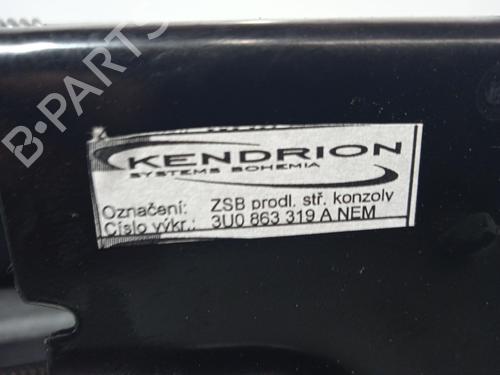 KENDRION
SYSTEMS BOHEMIA
Označení: ZSB prodl. stř. konzolv
Číslo výkr.: 3U0 863 319 A NEM
B-PARTS